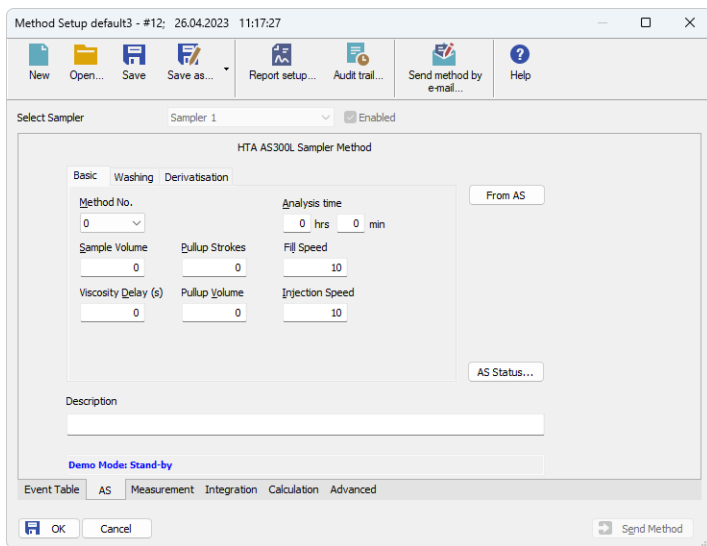 Method Setup default3 - #12; 26.04.2023 11:17:27
New Open... Save Save as... Report setup... Audit trail... Send method by e-mail... Help
Select Sampler Sampler 1 Enabled
HTA AS300L Sampler Method
Basic Washing Derivatisation
From AS
Method No. Analysis time
0 0 hrs 0 min
Sample Volume Pullup Strokes Fill Speed
0 0 10
Viscosity Delay (s) Pullup Volume Injection Speed
0 0 10
AS Status...
Description
Demo Mode: Stand-by
Event Table AS Measurement Integration Calculation Advanced
OK Cancel Send Method